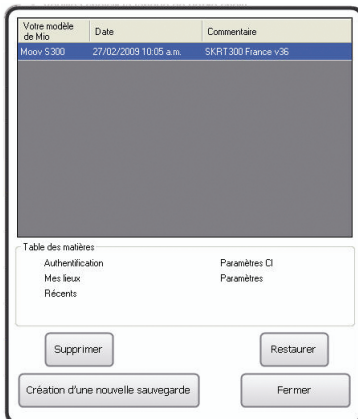 Votre modèle de Mio Date Commentaire
Moov S300 27/02/2009 10:05 a.m. SKRT300 France v36
Table des matières
Authentification Paramètres CI
Mes lieux Paramètres
Récents
Supprimer Restaurer
Création d'une nouvelle sauvegarde Fermer